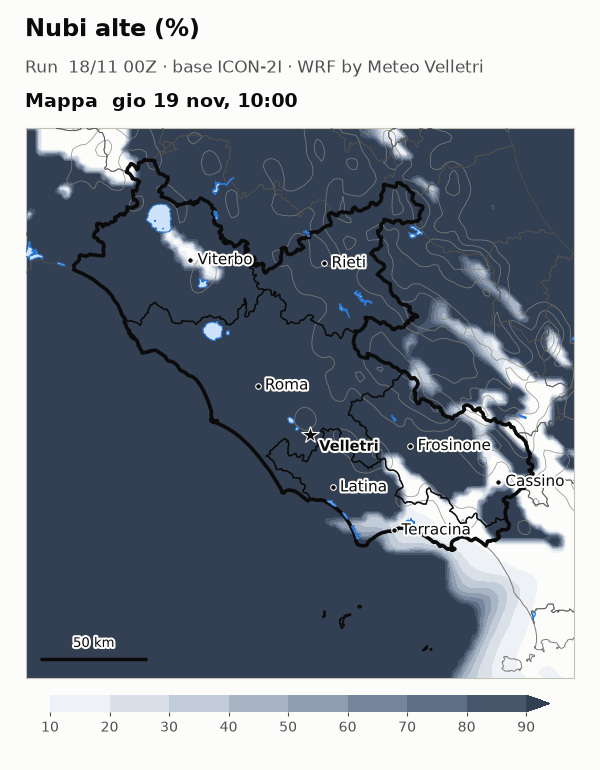 Nubi alte (%)
Run  18/11 00Z · base ICON-2I · WRF by Meteo Velletri
Mappa  gio 19 nov, 10:00
Viterbo
Rieti
Roma
Velletri
Frosinone
Cassino
Latina
Terracina
50 km
10 20 30 40 50 60 70 80 90